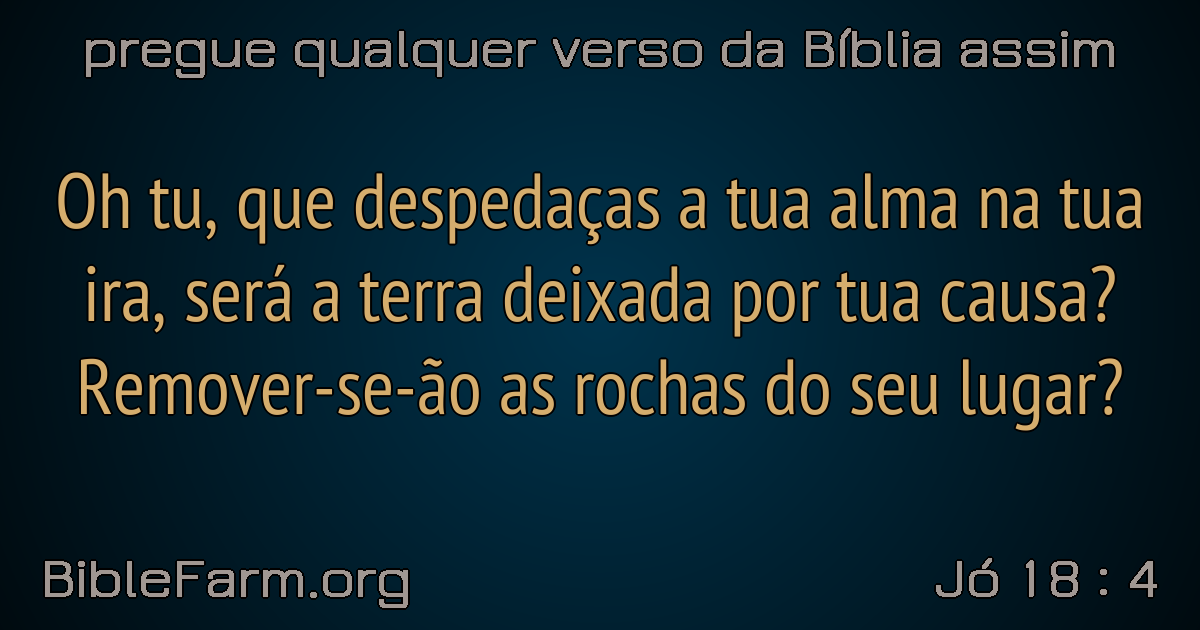 pregue qualquer verso da Bíblia assim
Oh tu, que despedaças a tua alma na tua
ira, será a terra deixada por tua causa?
Remover-se-ão as rochas do seu lugar?
BibleFarm.org
Jó 18 : 4